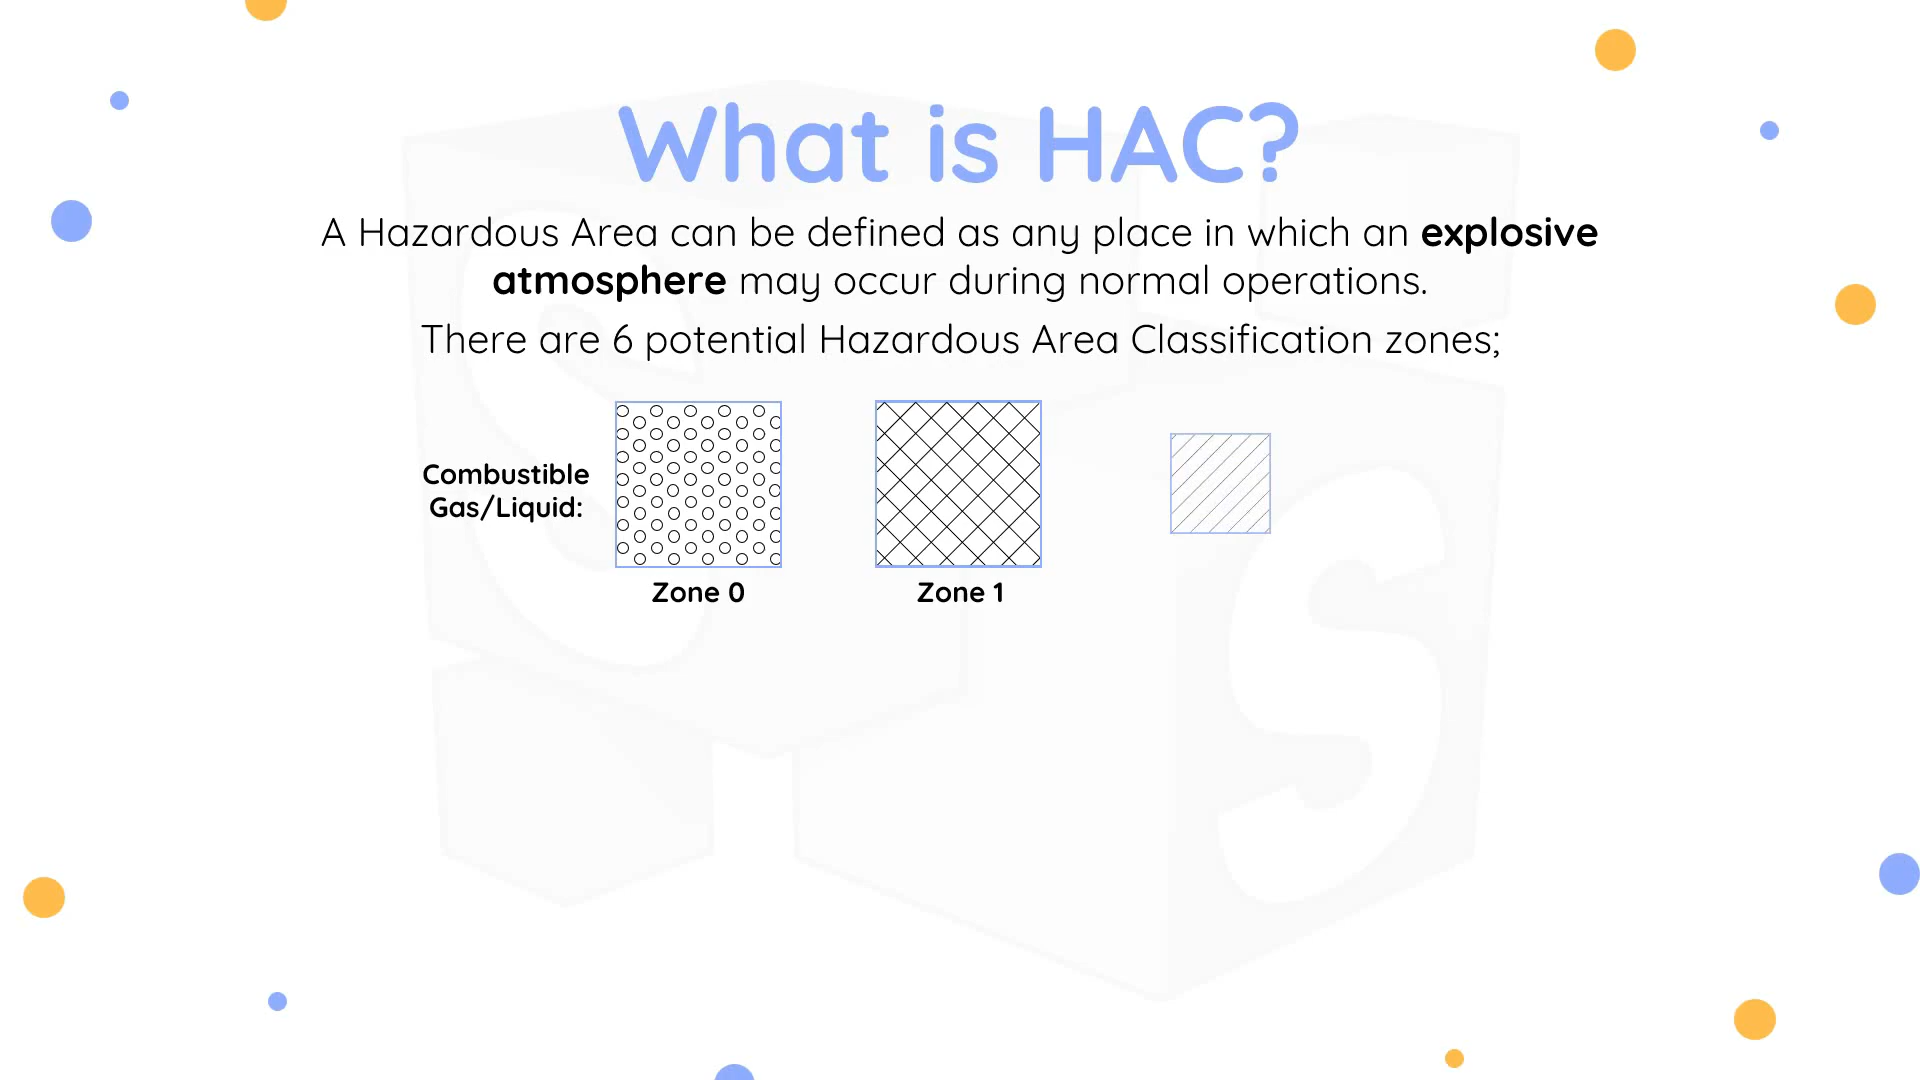 What is HAC?
A Hazardous Area can be defined as any place in which an explosive
atmosphere may occur during normal operations.
There are 6 potential Hazardous Area Classification zones;
Combustible
Gas/Liquid:
Zone 0
Zone 1
S
S